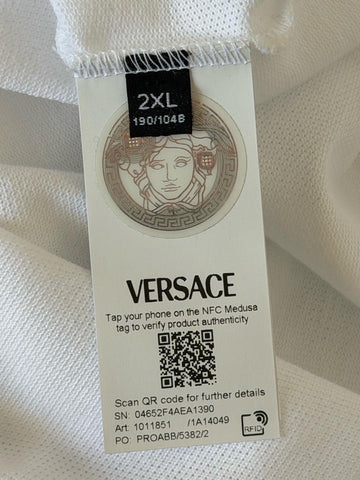 2XL
190/104B
VERSACE
Tap your phone on the NFC Medusa
tag to verify product authenticity
Scan QR code for further details
SN: 04652F4AEA1390
Art: 1011851 /1A14049
PO: PROABB/5382/2
RFID